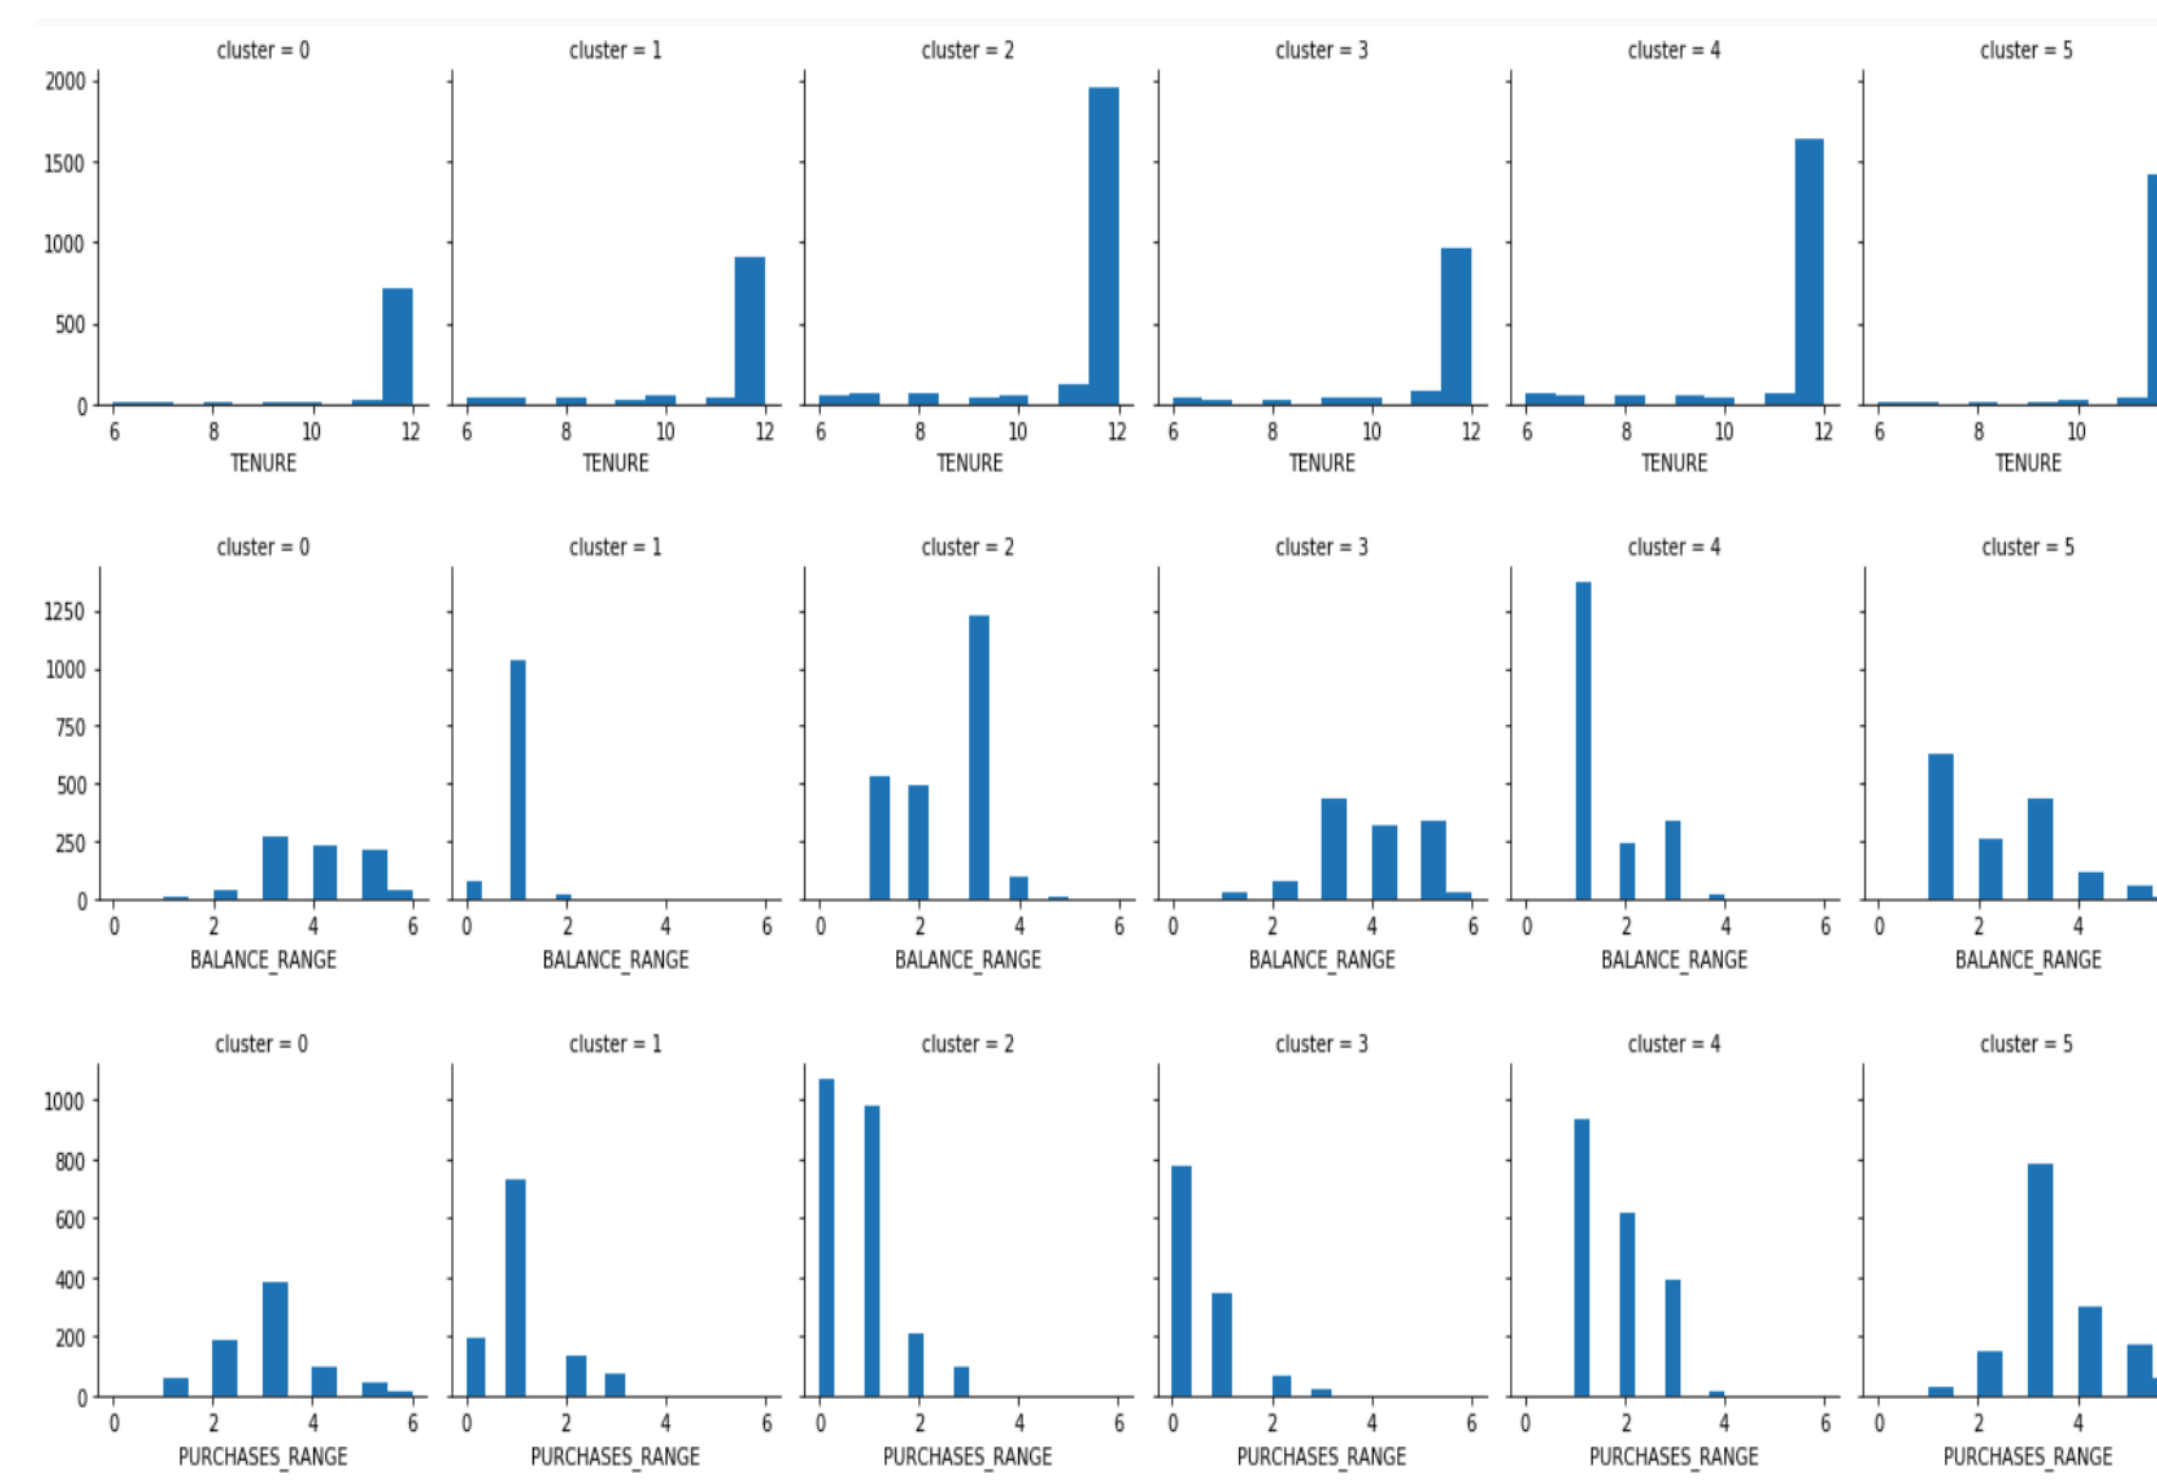 cluster = 0 cluster = 1 cluster = 2 cluster = 3 cluster = 4 cluster = 5
2000
1500
1000
500
0
6 8 10 12 6 8 10 12 6 8 10 12 6 8 10 12 6 8 10 12 6 8 10
TENURE TENURE TENURE TENURE TENURE TENURE
cluster = 0 cluster = 1 cluster = 2 cluster = 3 cluster = 4 cluster = 5
1250
1000
750
500
250
0
0 2 4 6 0 2 4 6 0 2 4 6 0 2 4 6 0 2 4 6 0 2 4
BALANCE_RANGE BALANCE_RANGE BALANCE_RANGE BALANCE_RANGE BALANCE_RANGE BALANCE_RANGE
cluster = 0 cluster = 1 cluster = 2 cluster = 3 cluster = 4 cluster = 5
1000
800
600
400
200
0
0 2 4 6 0 2 4 6 0 2 4 6 0 2 4 6 0 2 4 6 0 2 4
PURCHASES_RANGE PURCHASES_RANGE PURCHASES_RANGE PURCHASES_RANGE PURCHASES_RANGE PURCHASES_RANGE